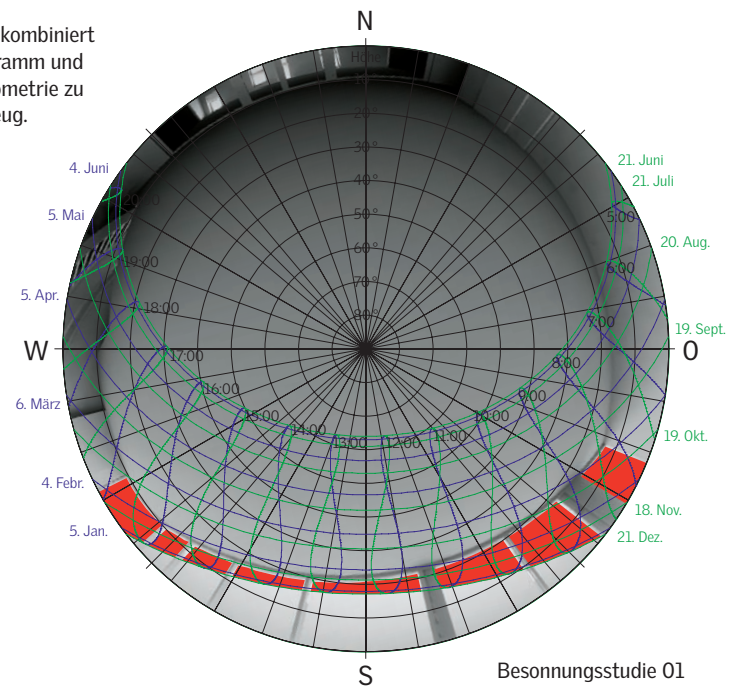 kombiniert
ramm und
ometrie zu
eug.
N
Höhe
10°
20°
30°
40°
50°
60°
70°
80°
4. Juni
5. Mai
5. Apr.
W
6. März
4. Febr.
5. Jan.
21. Juni
21. Juli
20. Aug.
19. Sept.
O
19. Okt.
18. Nov.
21. Dez.
20:00
19:00
18:00
17:00
16:00
15:00
14:00
13:00
12:00
11:00
10:00
9:00
8:00
7:00
6:00
5:00
S
Besonnungsstudie 01